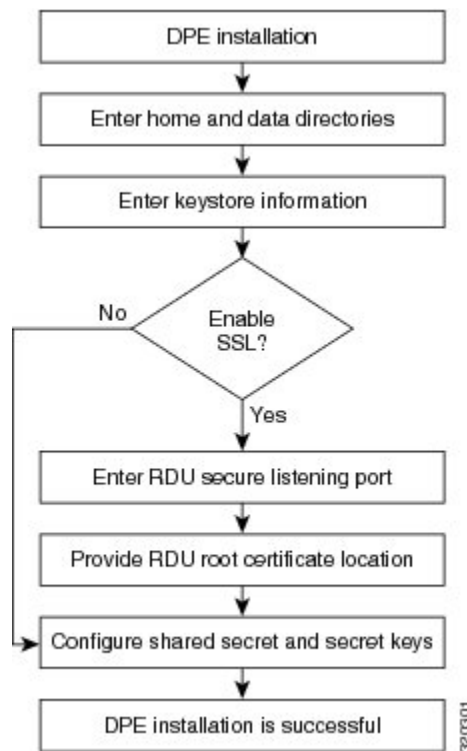 DPE installation
Enter home and data directories
Enter keystore information
Enable
SSL?
No
Yes
Enter RDU secure listening port
Provide RDU root certificate location
Configure shared secret and secret keys
DPE installation is successful